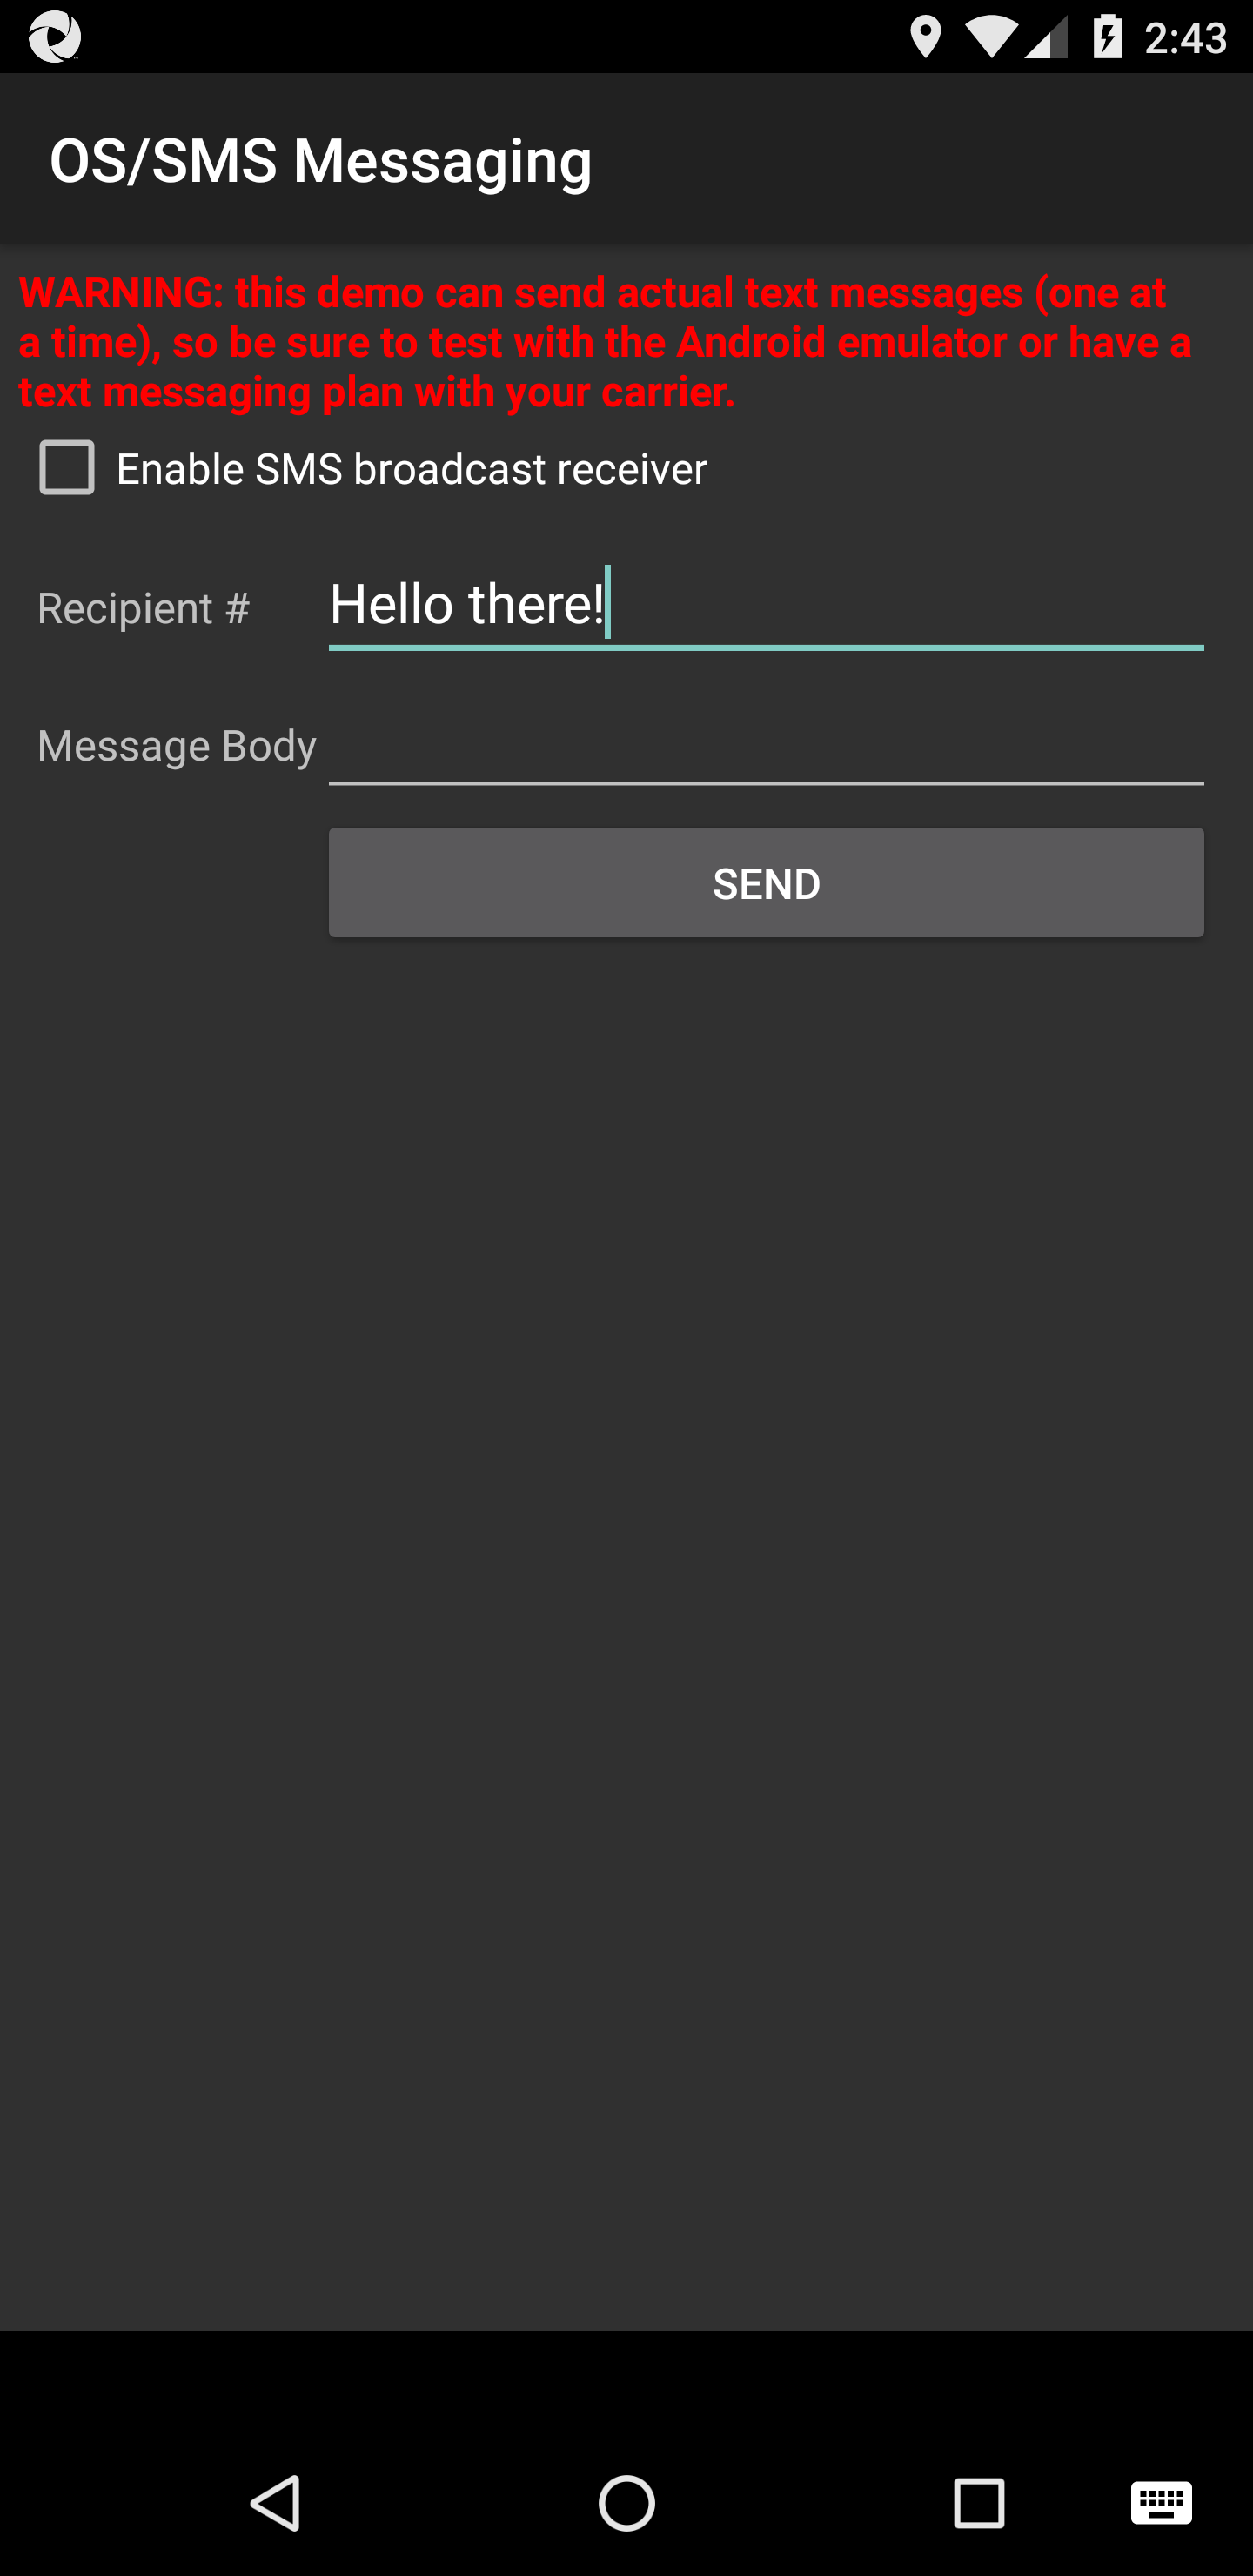 2:43
OS/SMS Messaging
WARNING: this demo can send actual text messages (one at
a time), so be sure to test with the Android emulator or have a
text messaging plan with your carrier.
Enable SMS broadcast receiver
Recipient # Hello there!
Message Body
SEND